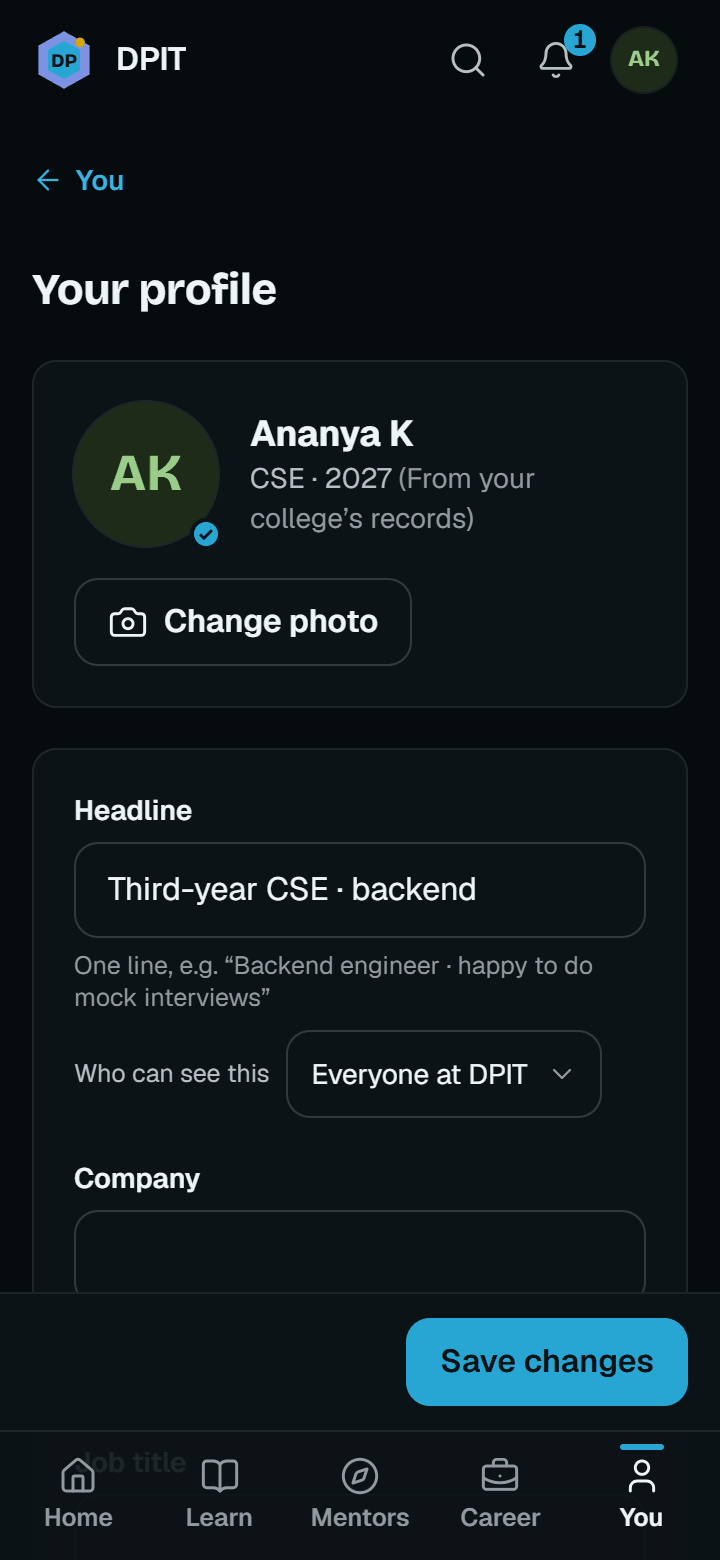 DP
DPIT
1
AK
You
Your profile
AK
Ananya K
CSE · 2027 (From your
college’s records)
Change photo
Headline
Third-year CSE · backend
One line, e.g. “Backend engineer · happy to do
mock interviews”
Who can see this
Everyone at DPIT
Company
Save changes
Job title
Home
Learn
Mentors
Career
You